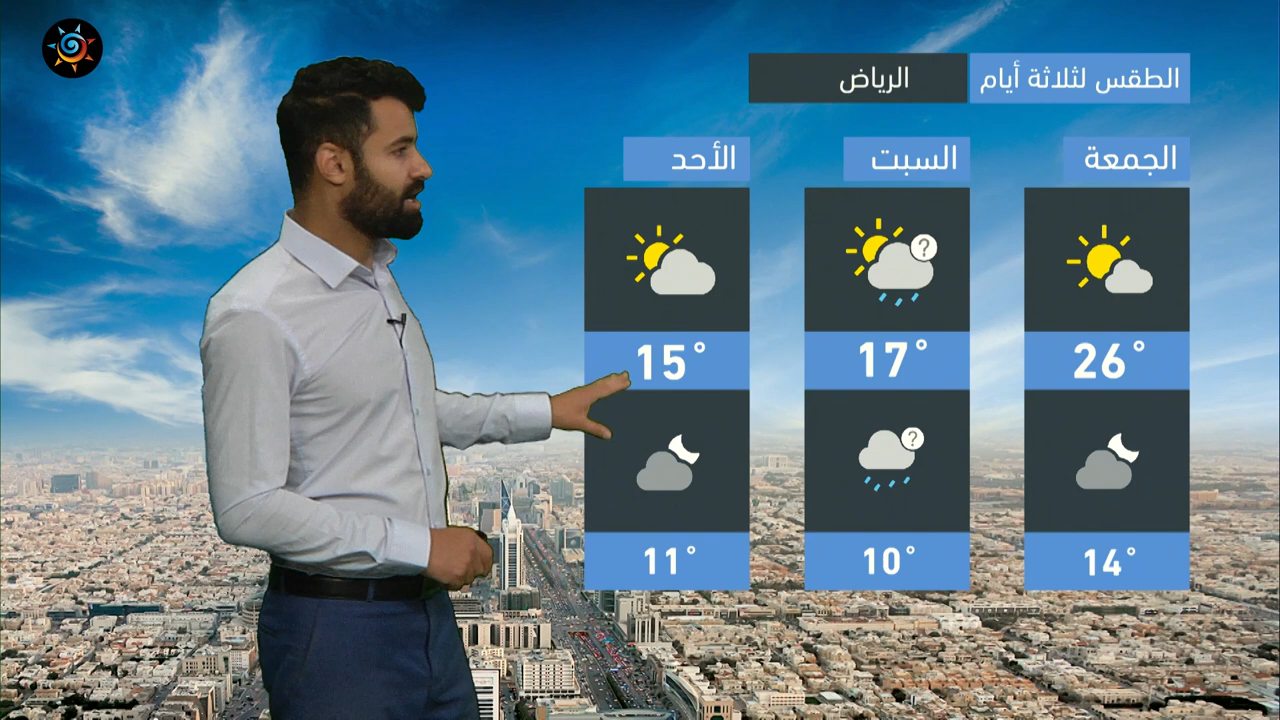 الطقس لثلاثة أيام
الرياض
الجمعة
السبت
الأحد
?
26°
17°
15°
?
14°
10°
11°